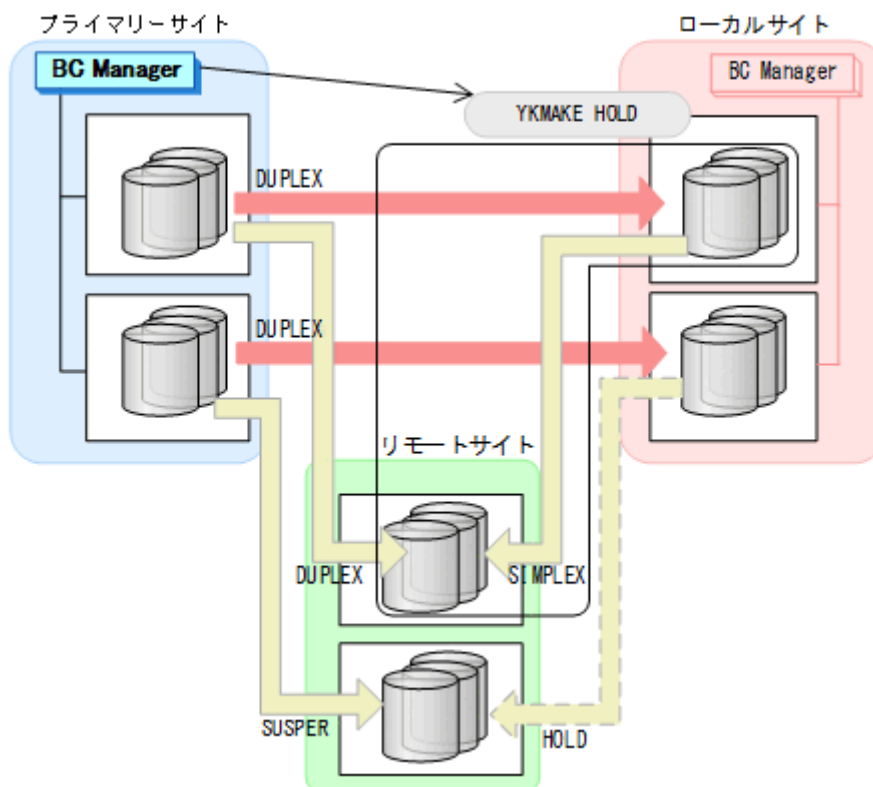 プライマリーサイト
ローカルサイト
BC Manager
BC Manager
YKMAKE HOLD
DUPLEX
DUPLEX
リモートサイト
DUPLEX
SIMPLEX
SUSPER
HOLD